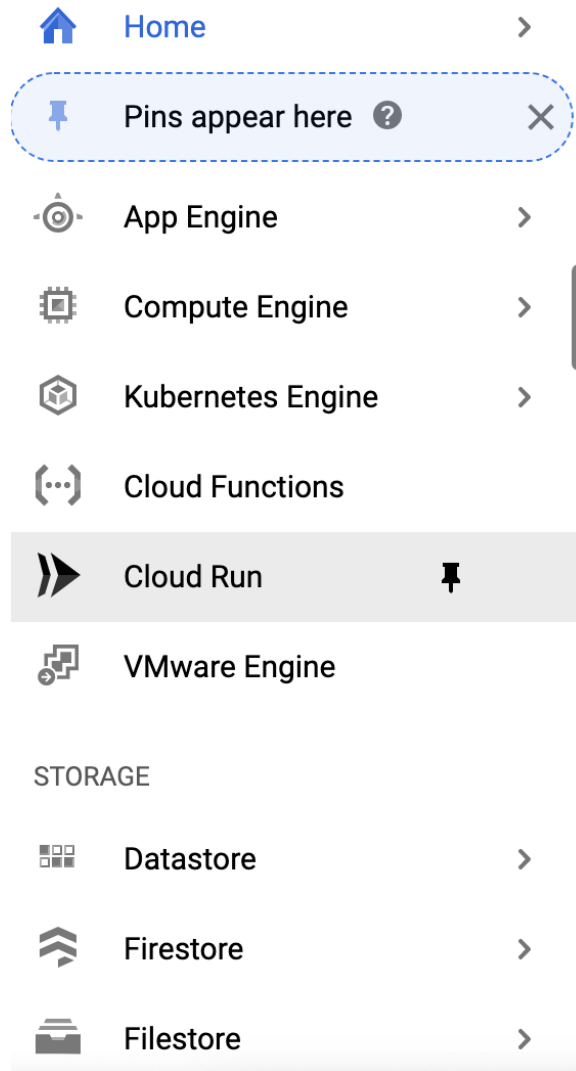 Home
Pins appear here ?
App Engine
Compute Engine
Kubernetes Engine
Cloud Functions
Cloud Run
VMware Engine
STORAGE
Datastore
Firestore
Filestore